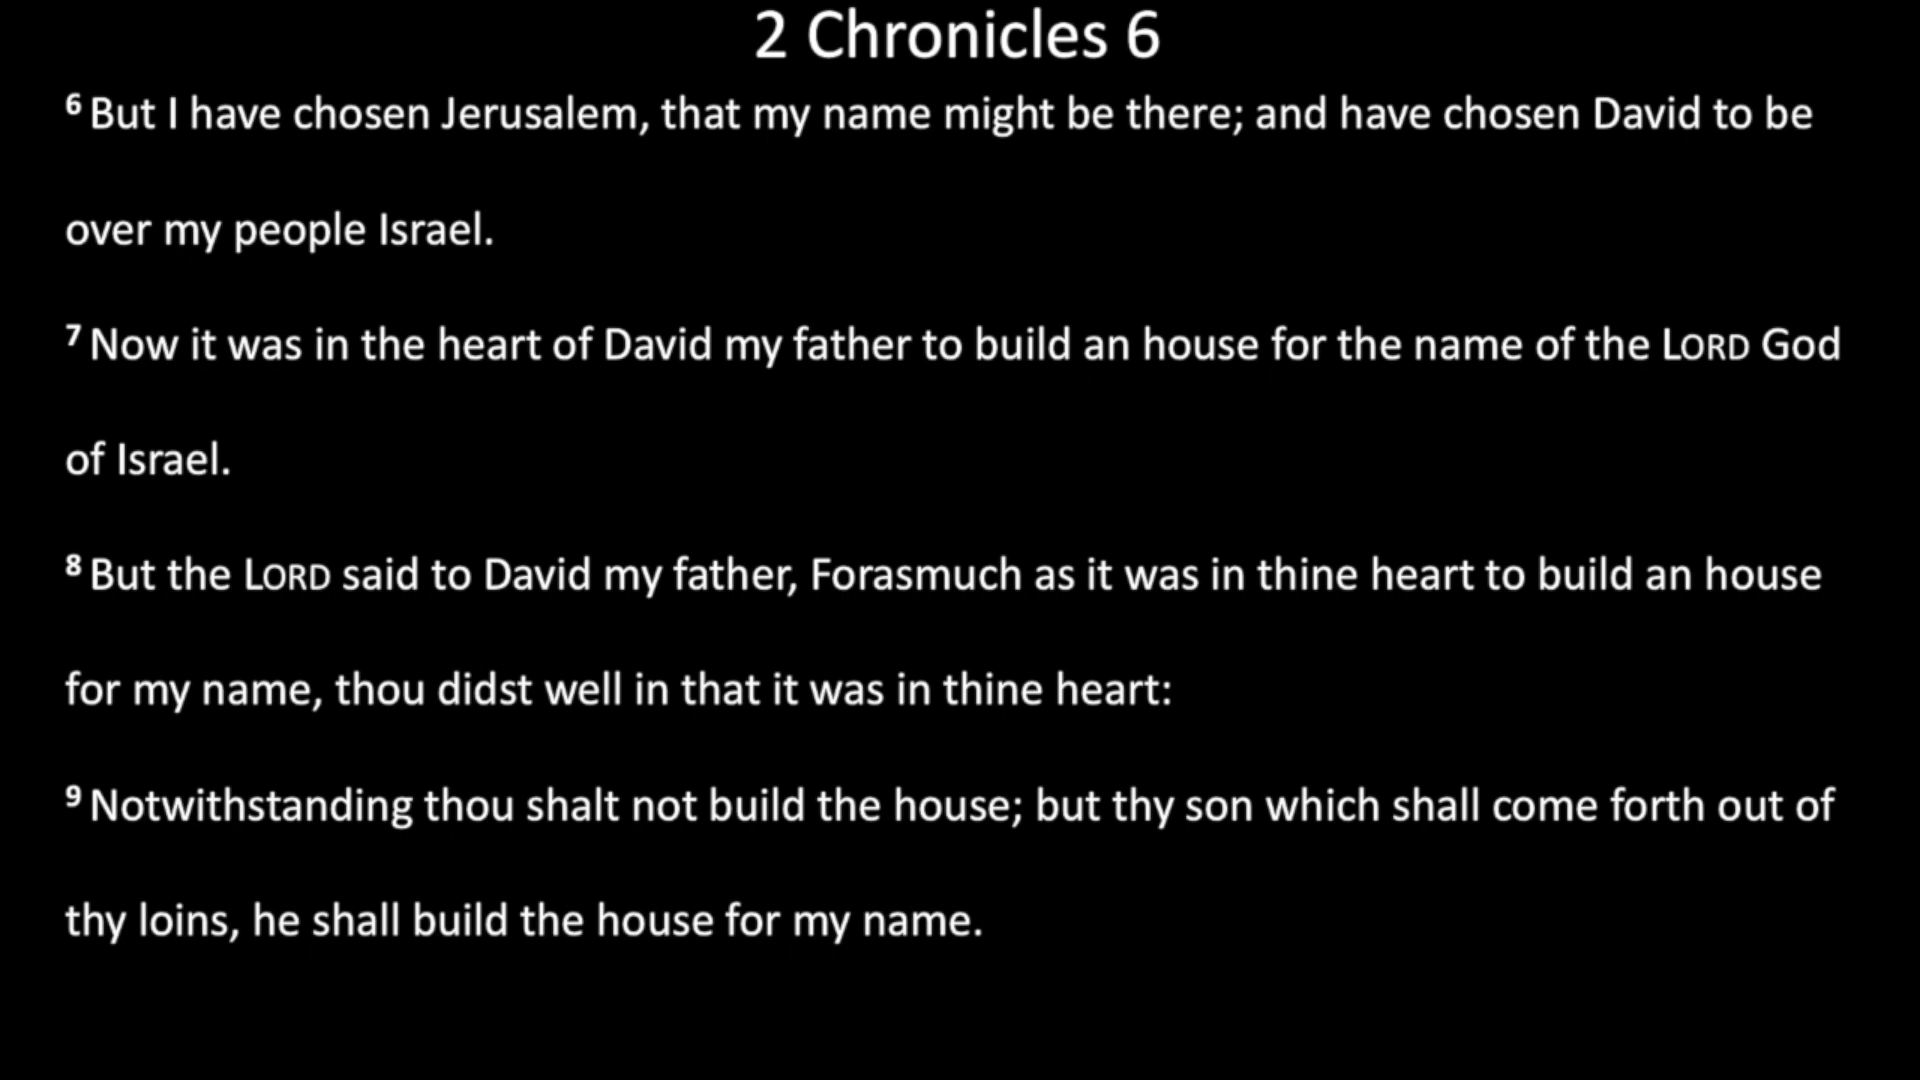 2 Chronicles 6
6 But I have chosen Jerusalem, that my name might be there; and have chosen David to be
over my people Israel.
7 Now it was in the heart of David my father to build an house for the name of the LORD God
of Israel.
8 But the LORD said to David my father, Forasmuch as it was in thine heart to build an house
for my name, thou didst well in that it was in thine heart:
9 Notwithstanding thou shalt not build the house; but thy son which shall come forth out of
thy loins, he shall build the house for my name.